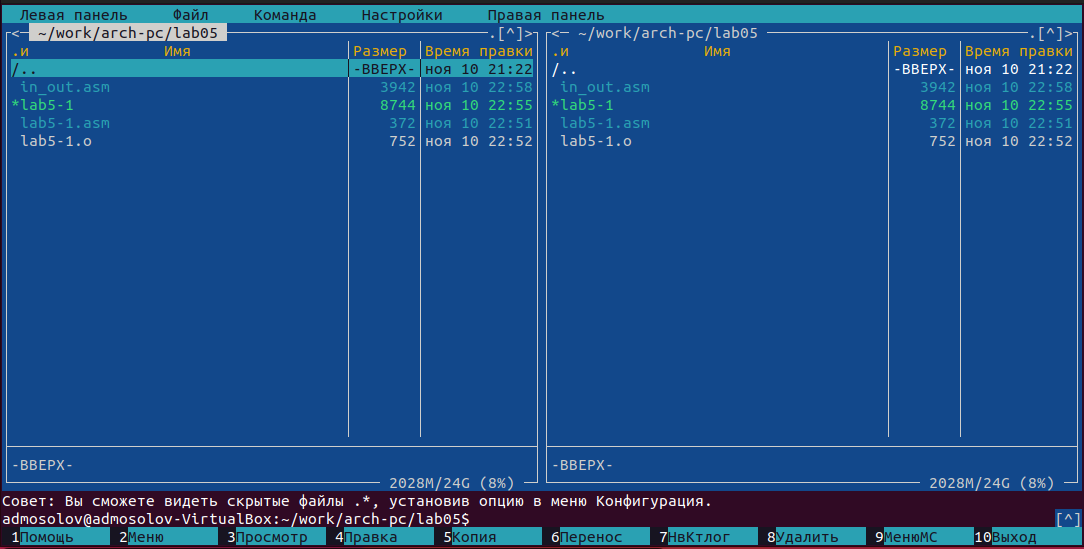 Левая панель Файл Команда Настройки Правая панель
<─ ~/work/arch-pc/lab05 ─.[^]> <─ ~/work/arch-pc/lab05 ─.[^]>
.и Имя Размер Время правки .и Имя Размер Время правки
/.. -ВВЕРХ- ноя 10 21:22 /.. -ВВЕРХ- ноя 10 21:22
in_out.asm 3942 ноя 10 22:58 in_out.asm 3942 ноя 10 22:58
*lab5-1 8744 ноя 10 22:55 *lab5-1 8744 ноя 10 22:55
lab5-1.asm 372 ноя 10 22:51 lab5-1.asm 372 ноя 10 22:51
lab5-1.o 752 ноя 10 22:52 lab5-1.o 752 ноя 10 22:52
-ВВЕРХ- -ВВЕРХ-
2028M/24G (8%) 2028M/24G (8%)
Совет: Вы сможете видеть скрытые файлы .*, установив опцию в меню Конфигурация.
admosolov@admosolov-VirtualBox:~/work/arch-pc/lab05$ [^]
1Помощь 2Меню 3Просмотр 4Правка 5Копия 6Перенос 7НвКтлог 8Удалить 9МенюMC 10Выход